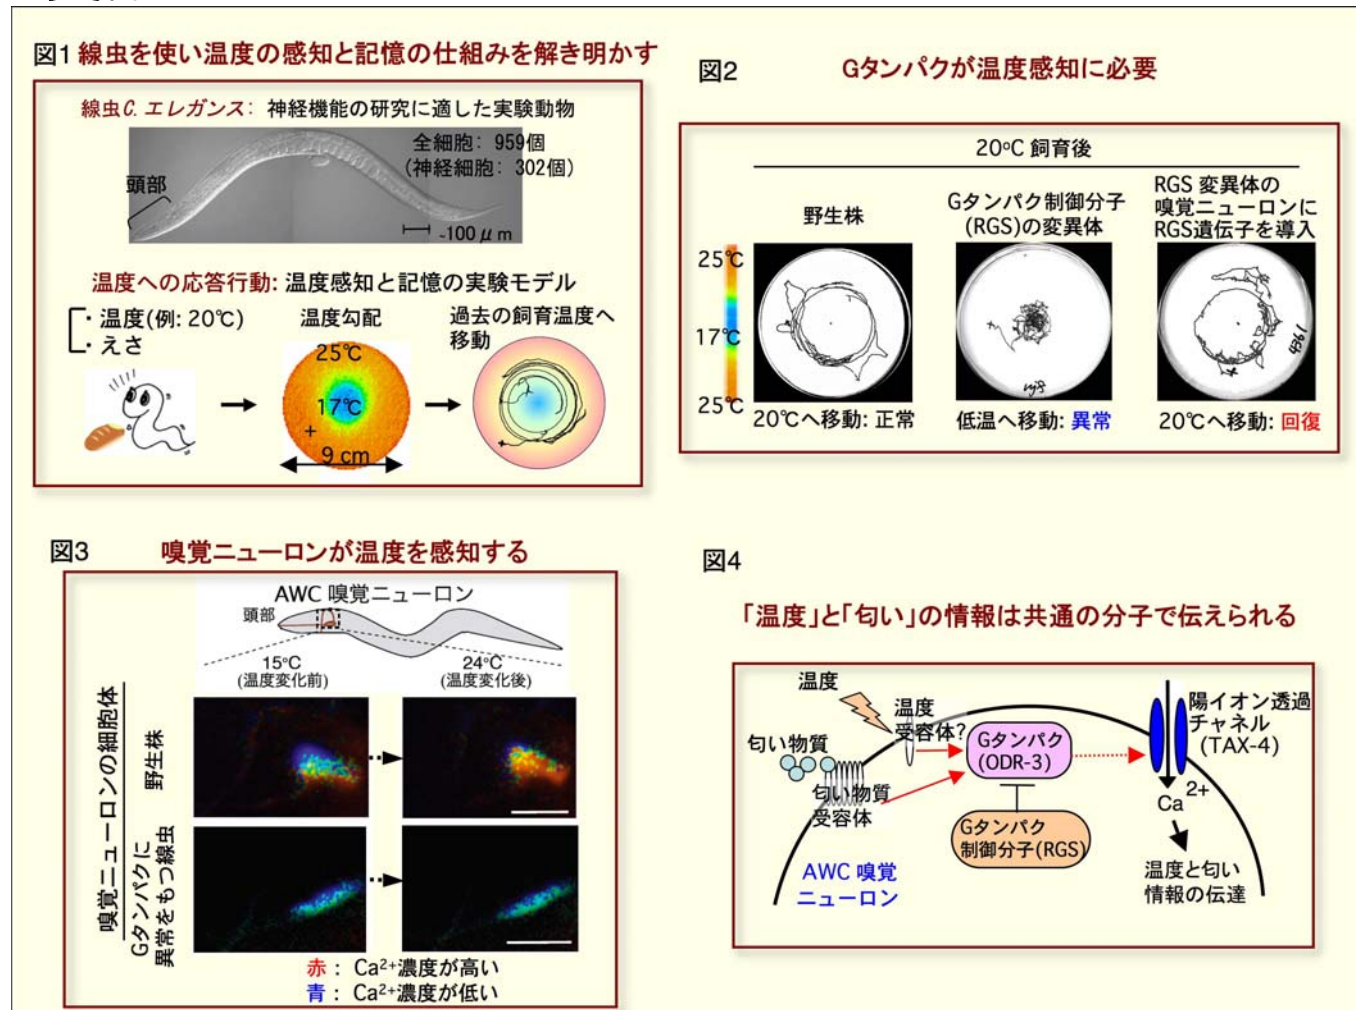 図1 線虫を使い温度の感知と記憶の仕組みを解き明かす
線虫C. エレガンス: 神経機能の研究に適した実験動物
全細胞: 959個
(神経細胞: 302個)
頭部
~100μm
温度への応答行動: 温度感知と記憶の実験モデル
・温度(例: 20℃)
・えさ
温度勾配
過去の飼育温度へ
移動
25℃
17℃
+
9 cm
図2
Gタンパクが温度感知に必要
20℃ 飼育後
野生株
Gタンパク制御分子
(RGS)の変異体
RGS 変異体の
嗅覚ニューロンに
RGS遺伝子を導入
25℃
17℃
25℃
4361
20℃へ移動: 正常
低温へ移動: 異常
20℃へ移動: 回復
図3
嗅覚ニューロンが温度を感知する
AWC 嗅覚ニューロン
頭部
15℃
(温度変化前)
24℃
(温度変化後)
嗅覚ニューロンの細胞体
野生株
Gタンパクに
異常をもつ線虫
赤: Ca²⁺濃度が高い
青: Ca²⁺濃度が低い
図4
「温度」と「匂い」の情報は共通の分子で伝えられる
温度
温度
受容体?
匂い物質
匂い物質
受容体
Gタンパク
(ODR-3)
陽イオン透過
チャネル
(TAX-4)
Ca²⁺
Gタンパク
制御分子(RGS)
AWC 嗅覚
ニューロン
温度と匂い
情報の伝達